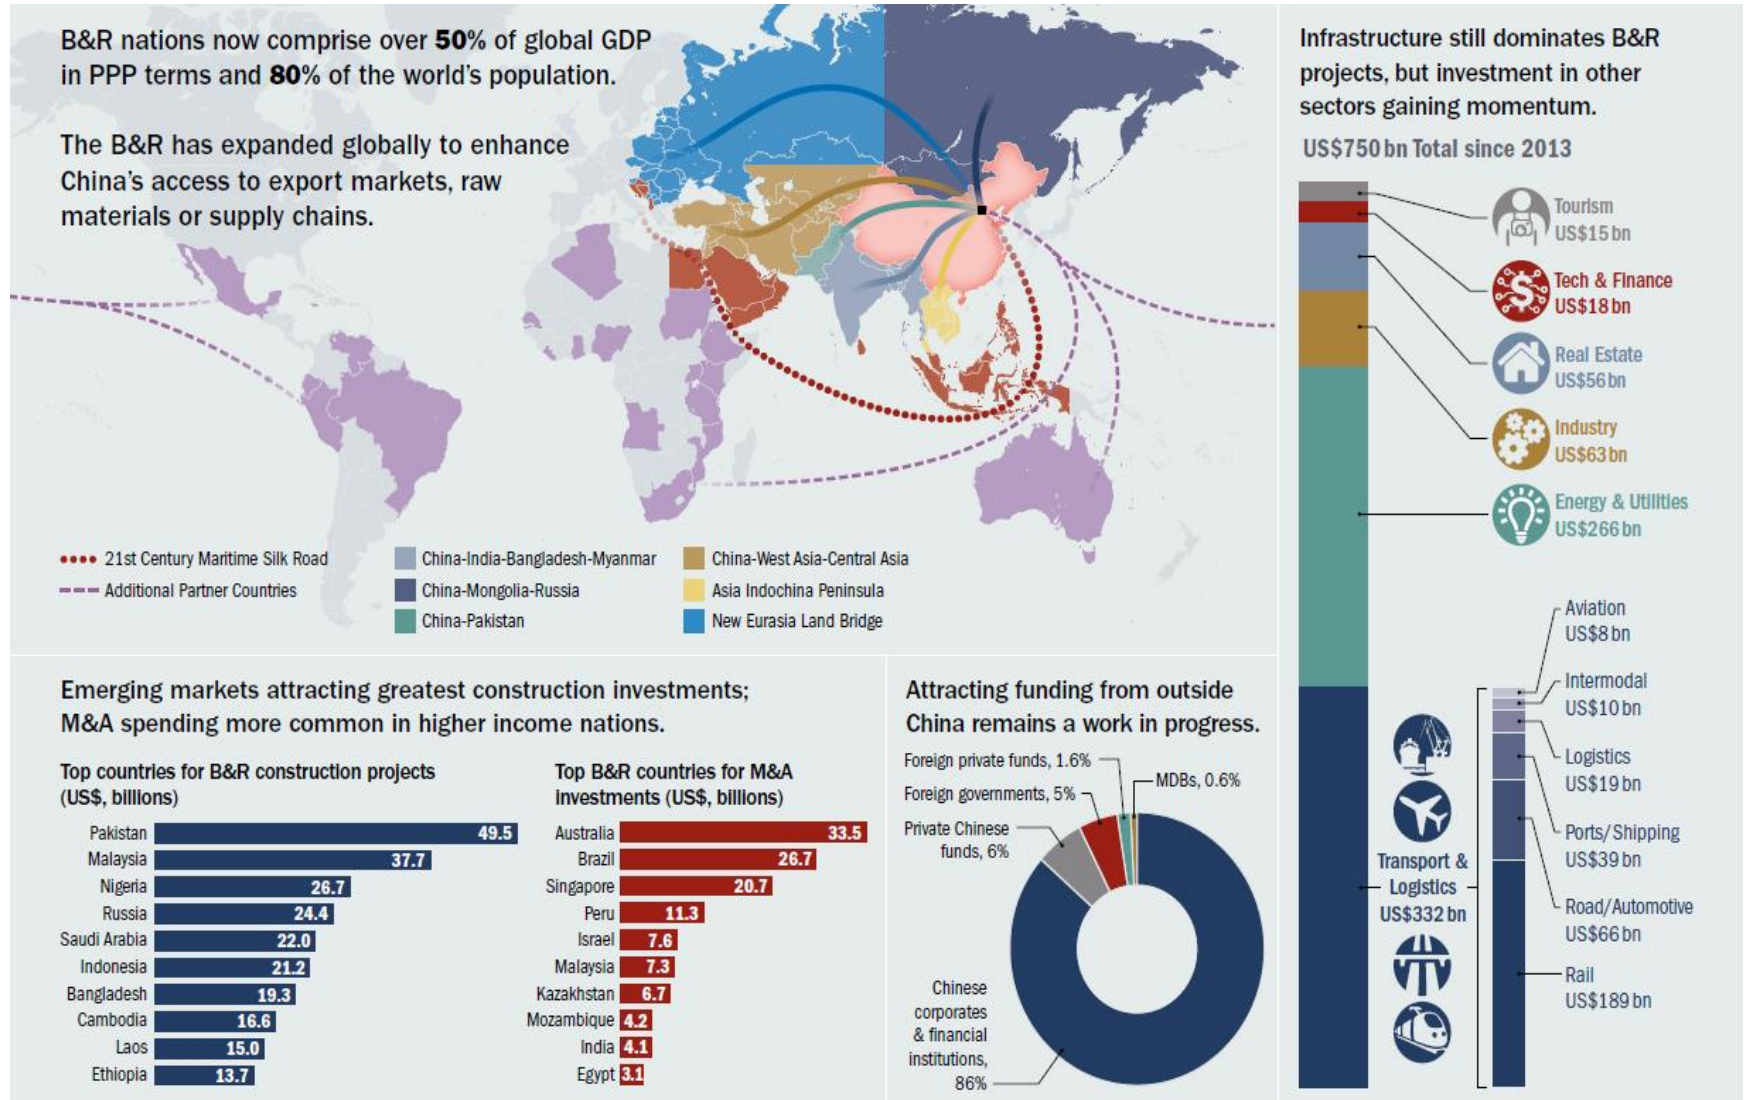 B&R nations now comprise over 50% of global GDP
in PPP terms and 80% of the world's population.
The B&R has expanded globally to enhance
China's access to export markets, raw
materials or supply chains.
21st Century Maritime Silk Road
Additional Partner Countries
China-India-Bangladesh-Myanmar
China-Mongolia-Russia
China-Pakistan
China-West Asia-Central Asia
Asia Indochina Peninsula
New Eurasia Land Bridge
Emerging markets attracting greatest construction investments;
M&A spending more common in higher income nations.
Top countries for B&R construction projects
(US$, billions)
Pakistan 49.5
Malaysia 37.7
Nigeria 26.7
Russia 24.4
Saudi Arabia 22.0
Indonesia 21.2
Bangladesh 19.3
Cambodia 16.6
Laos 15.0
Ethiopia 13.7
Top B&R countries for M&A
investments (US$, billions)
Australia 33.5
Brazil 26.7
Singapore 20.7
Peru 11.3
Israel 7.6
Malaysia 7.3
Kazakhstan 6.7
Mozambique 4.2
India 4.1
Egypt 3.1
Attracting funding from outside
China remains a work in progress.
Foreign private funds, 1.6%
MDBs, 0.6%
Foreign governments, 5%
Private Chinese
funds, 6%
Chinese
corporates
& financial
institutions,
86%
Infrastructure still dominates B&R
projects, but investment in other
sectors gaining momentum.
US$750 bn Total since 2013
Tourism
US$15 bn
Tech & Finance
US$18 bn
Real Estate
US$56 bn
Industry
US$63 bn
Energy & Utilities
US$266 bn
Transport &
Logistics
US$332 bn
Aviation
US$8 bn
Intermodal
US$10 bn
Logistics
US$19 bn
Ports/Shipping
US$39 bn
Road/Automotive
US$66 bn
Rail
US$189 bn